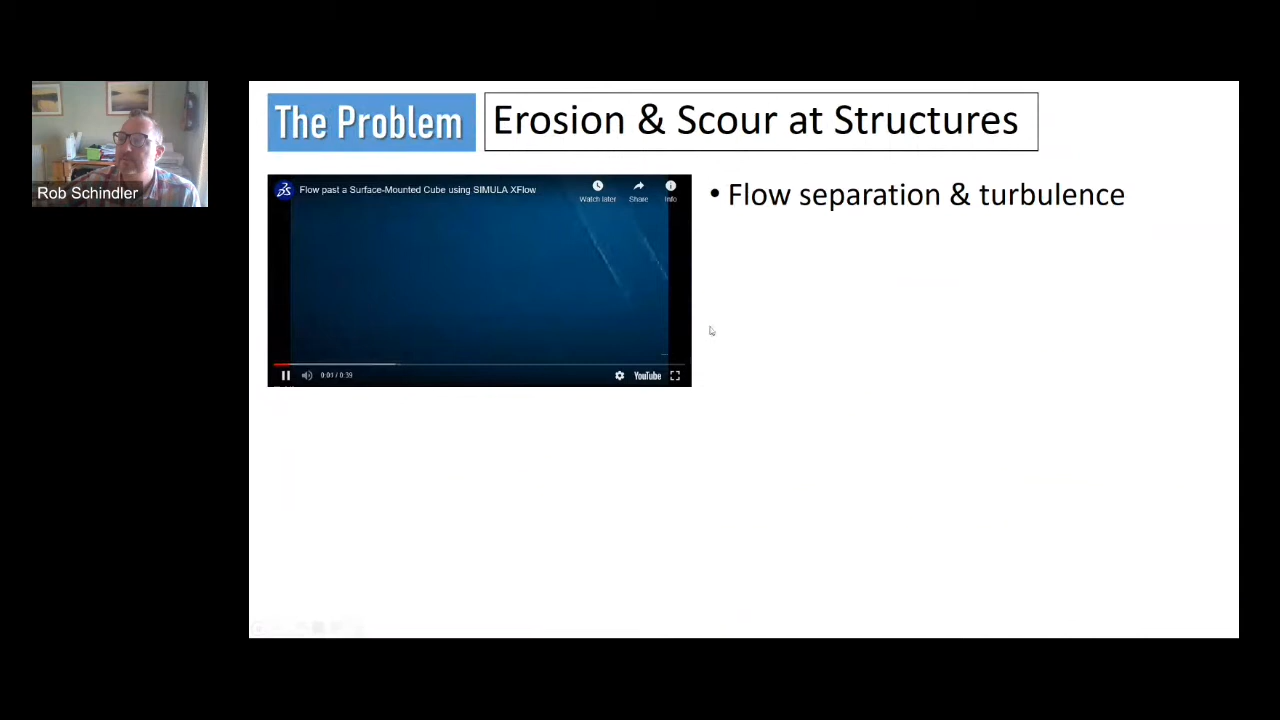 The Problem
Erosion & Scour at Structures
Rob Schindler
Flow past a Surface-Mounted Cube using SIMULA XFlow
Watch later
Share
Info
• Flow separation & turbulence
0:01 / 0:39
YouTube